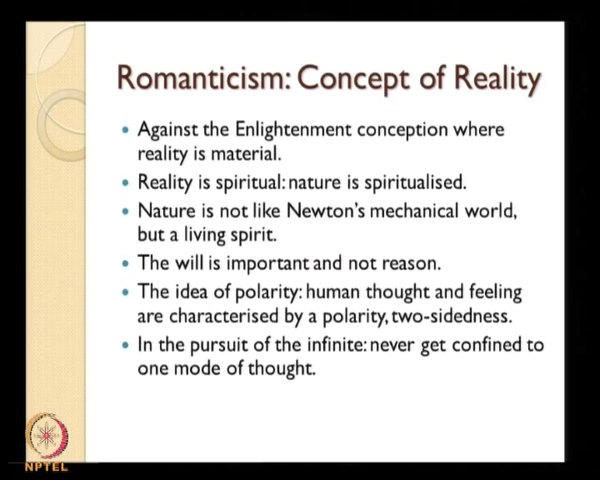 Romanticism: Concept of Reality
Against the Enlightenment conception where
reality is material.
Reality is spiritual: nature is spiritualised.
Nature is not like Newton's mechanical world,
but a living spirit.
The will is important and not reason.
The idea of polarity: human thought and feeling
are characterised by a polarity, two-sidedness.
In the pursuit of the infinite: never get confined to
one mode of thought.
NPTEL